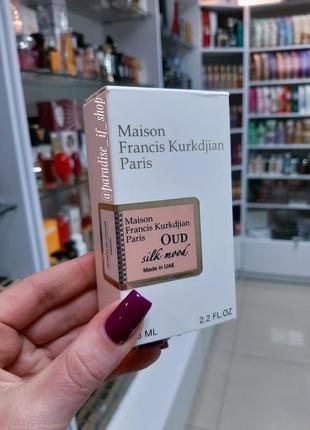 Maison
Francis Kurkdjian
Paris
@paradise_if_shop
Maison
Francis Kurkdjian
Paris OUD
silk mood
Made in UAE
ML
2.2 FL.OZ